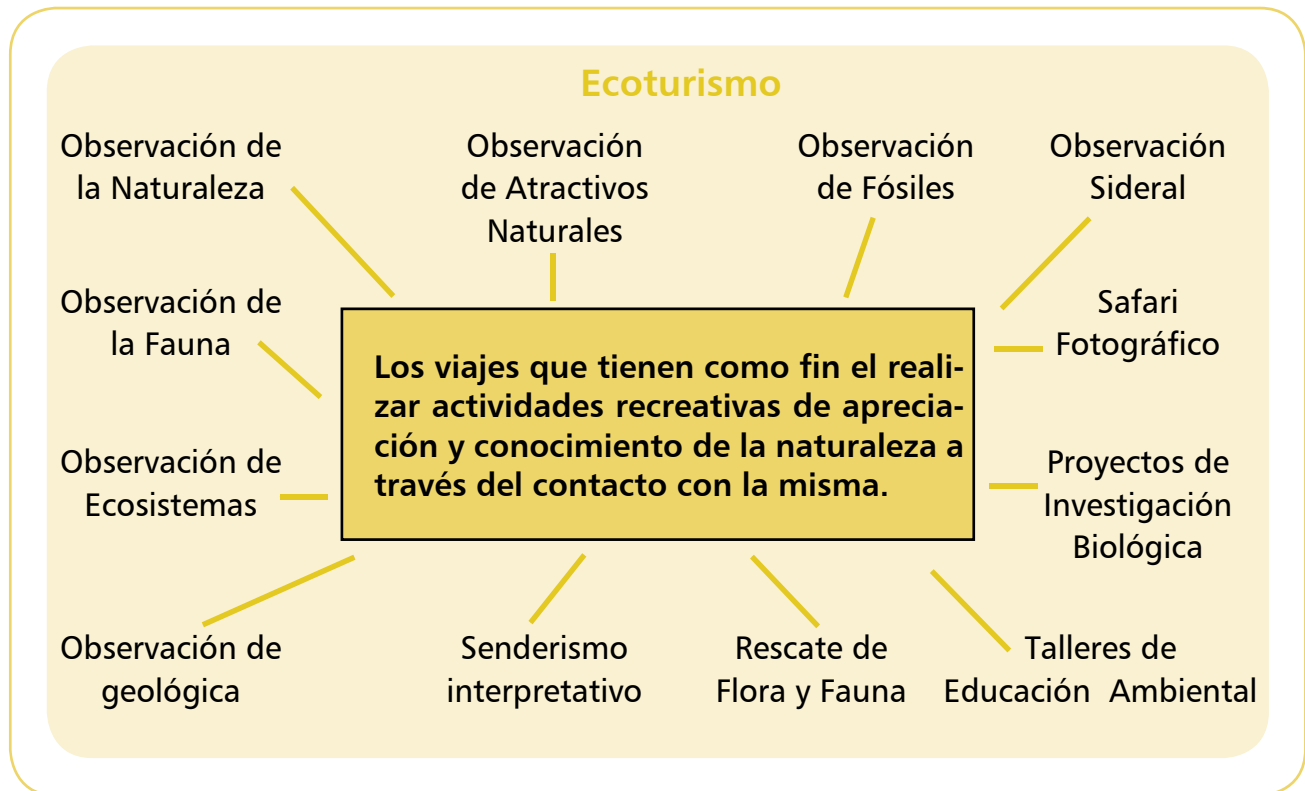 Ecoturismo
Observación de
la Naturaleza
Observación
de Atractivos
Naturales
Observación
de Fósiles
Observación
Sideral
Observación de
la Fauna
Safari
Fotográfico
Los viajes que tienen como fin el reali-
zar actividades recreativas de aprecia-
ción y conocimiento de la naturaleza a
través del contacto con la misma.
Observación de
Ecosistemas
Proyectos de
Investigación
Biológica
Observación de
geológica
Senderismo
interpretativo
Rescate de
Flora y Fauna
Talleres de
Educación Ambiental